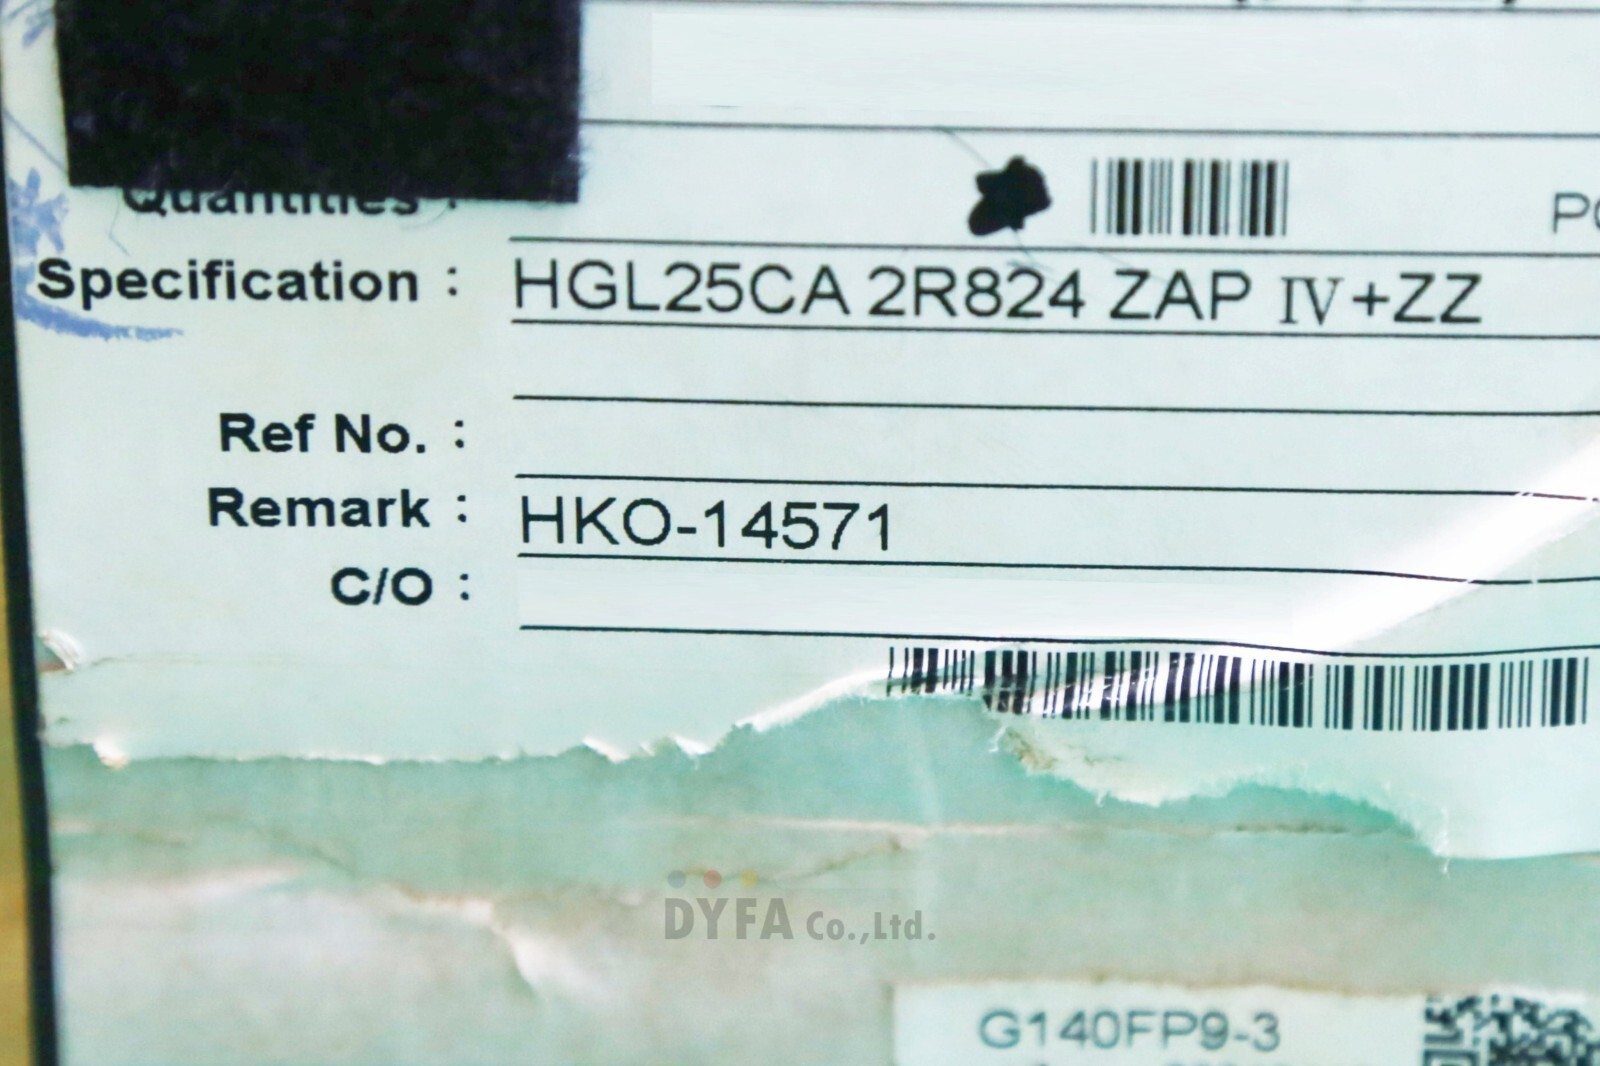 Quantities :
Specification : HGL25CA 2R824 ZAP IV+ZZ
Ref No. :
Remark : HKO-14571
C/O :
DYFA Co.,Ltd.
G140FP9-3